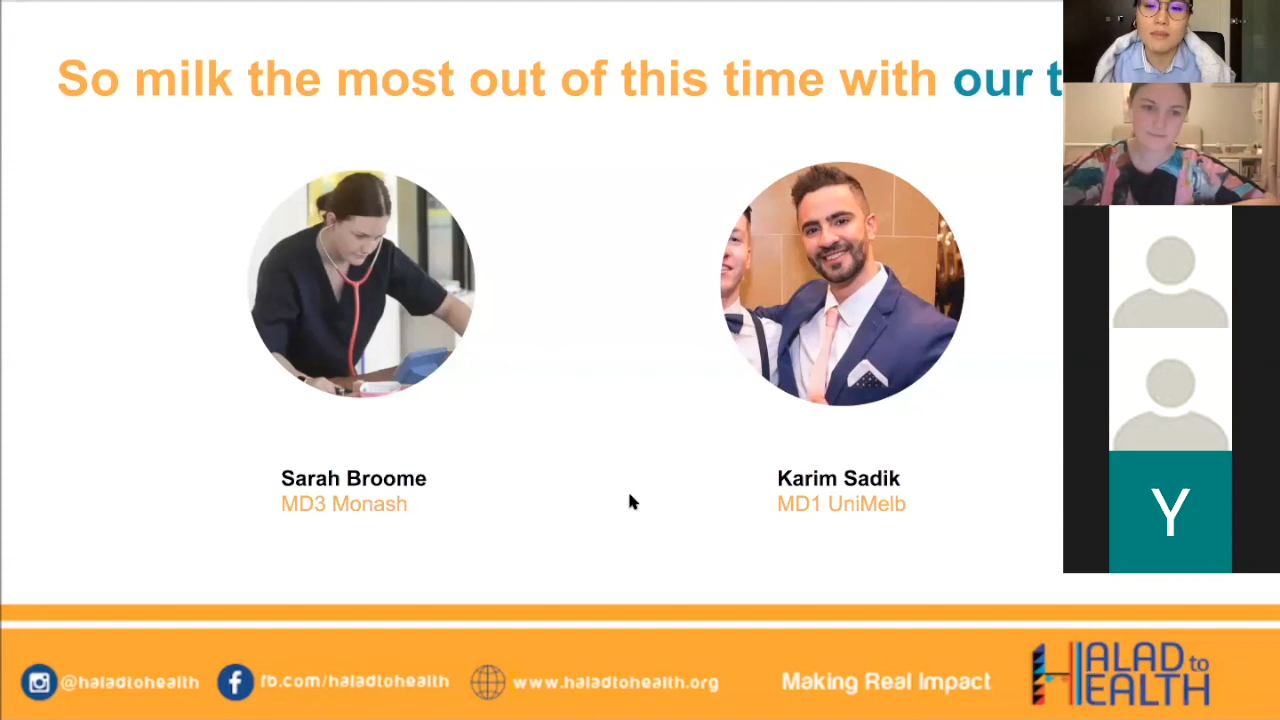 So milk the most out of this time with our t
Sarah Broome
MD3 Monash
Karim Sadik
MD1 UniMelb
Y
@haladtohealth
fb.com/haladtohealth
www.haladtohealth.org
Making Real Impact
HALAD to
HEALTH